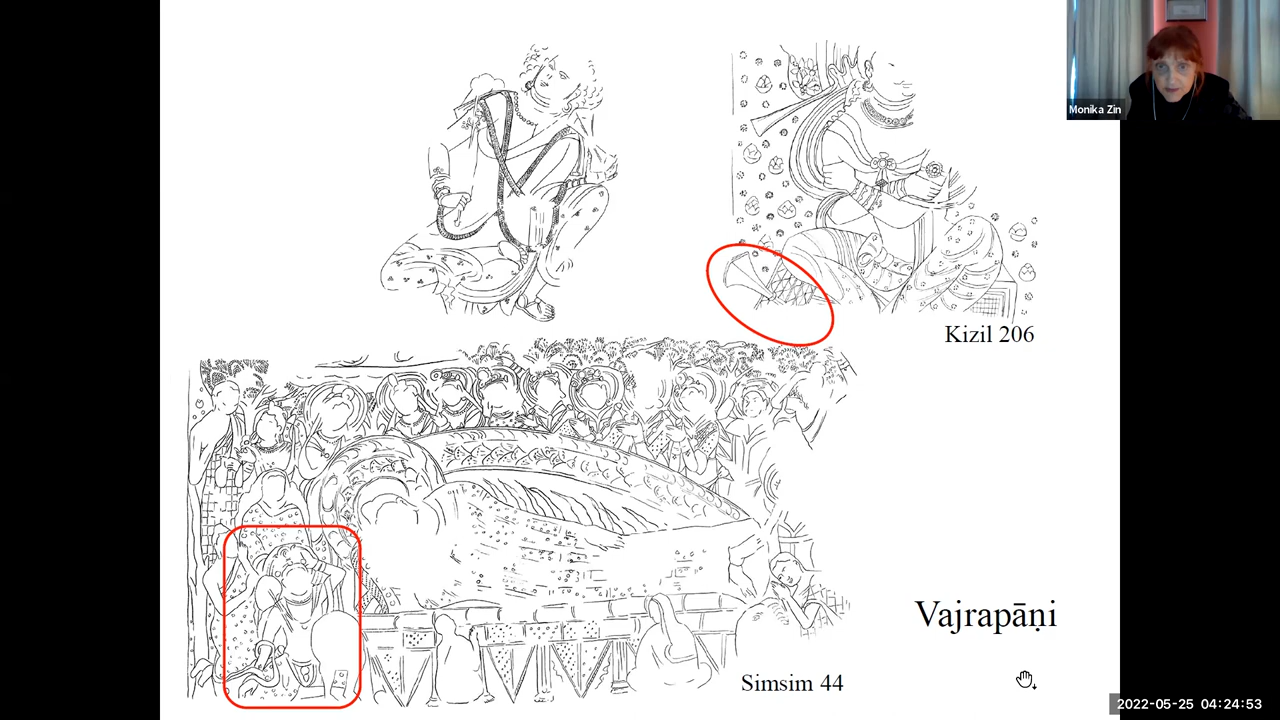 Monika Zin
Kizil 206
Vajrapāṇi
Simsim 44
2022-05-25 04:24:53